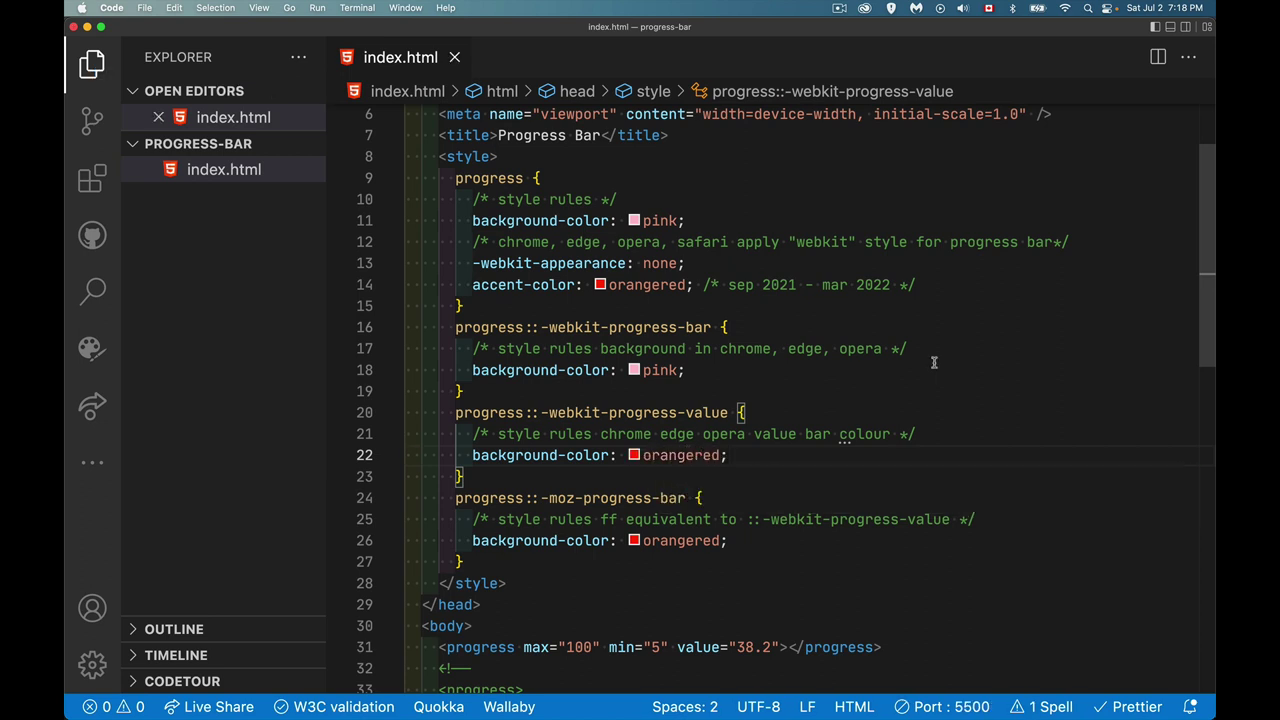 Code File Edit Selection View Go Run Terminal Window Help Sat Jul 2 7:18 PM
index.html — progress-bar
EXPLORER
index.html
OPEN EDITORS
index.html > html > head > style > progress::-webkit-progress-value
index.html
PROGRESS-BAR
index.html
6 <meta name="viewport" content="width=device-width, initial-scale=1.0" />
7 <title>Progress Bar</title>
8 <style>
9 progress {
10 /* style rules */
11 background-color: pink;
12 /* chrome, edge, opera, safari apply "webkit" style for progress bar*/
13 -webkit-appearance: none;
14 accent-color: orangered; /* sep 2021 - mar 2022 */
15 }
16 progress::-webkit-progress-bar {
17 /* style rules background in chrome, edge, opera */
18 background-color: pink;
19 }
20 progress::-webkit-progress-value {
21 /* style rules chrome edge opera value bar colour */
22 background-color: orangered;
23 }
24 progress::-moz-progress-bar {
25 /* style rules ff equivalent to ::-webkit-progress-value */
26 background-color: orangered;
27 }
28 </style>
29 </head>
30 <body>
31 <progress max="100" min="5" value="38.2"></progress>
32 <!--
33 <progress>
OUTLINE
TIMELINE
CODETOUR
0 0 Live Share W3C validation Quokka Wallaby Spaces: 2 UTF-8 LF HTML Port : 5500 1 Spell Prettier